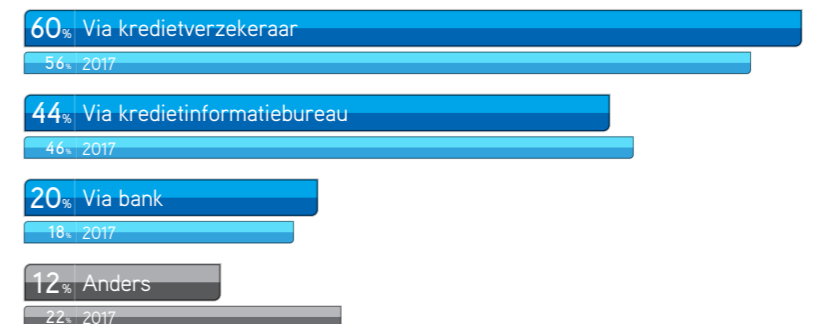 60% Via kredietverzekeraar
56% 2017
44% Via kredietinformatiebureau
46% 2017
20% Via bank
18% 2017
12% Anders
22% 2017